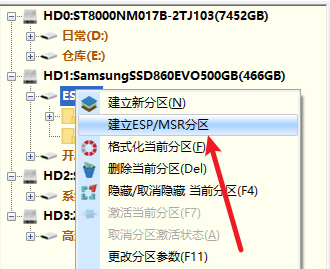 HD0:ST8000NM017B-2TJ103(7452GB)
日常(D:)
仓库(E:)
HD1:SamsungSSD860EVO500GB(466GB)
ES
建立新分区(N)
建立ESP/MSR分区
格式化当前分区(F)
删除当前分区(Del)
开
隐藏/取消隐藏 当前分区(F4)
HD2:S
系
激活当前分区(F7)
HD3:2
取消分区激活状态(A)
高
更改分区参数(F11)